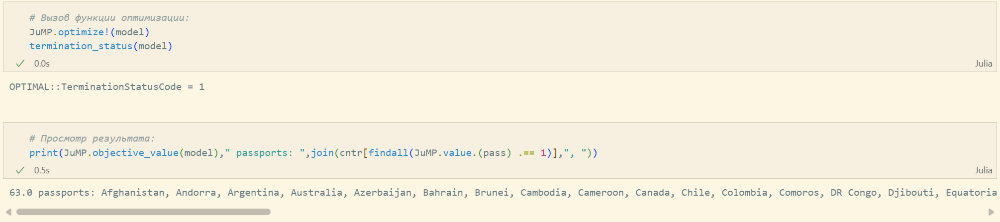 # Вызов функции оптимизации:
JuMP.optimize!(model)
termination_status(model)
0.0s
Julia
OPTIMAL::TerminationStatusCode = 1
# Просмотр результата:
print(JuMP.objective_value(model)," passports: ",join(cntr[findall(JuMP.value.(pass) .== 1)],", "))
0.5s
Julia
63.0 passports: Afghanistan, Andorra, Argentina, Australia, Azerbaijan, Bahrain, Brunei, Cambodia, Cameroon, Canada, Chile, Colombia, Comoros, DR Congo, Djibouti, Equatoria